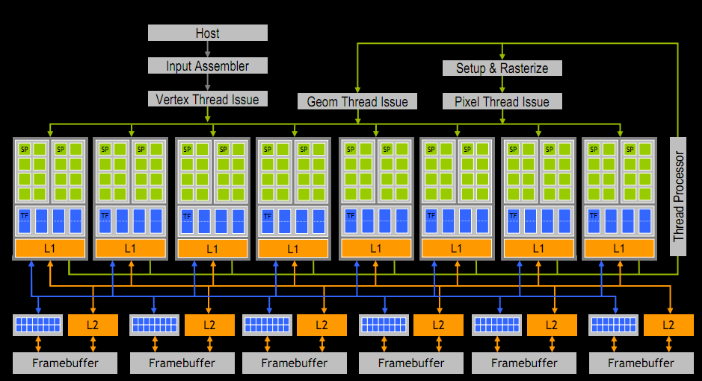 Host
Input Assembler
Setup & Rasterize
Vertex Thread Issue
Geom Thread Issue
Pixel Thread Issue
SP SP SP SP SP SP SP SP SP SP SP SP SP SP SP SP
Thread Processor
TF TF TF TF TF TF TF TF
L1 L1 L1 L1 L1 L1 L1 L1
L2 L2 L2 L2 L2 L2
Framebuffer Framebuffer Framebuffer Framebuffer Framebuffer Framebuffer